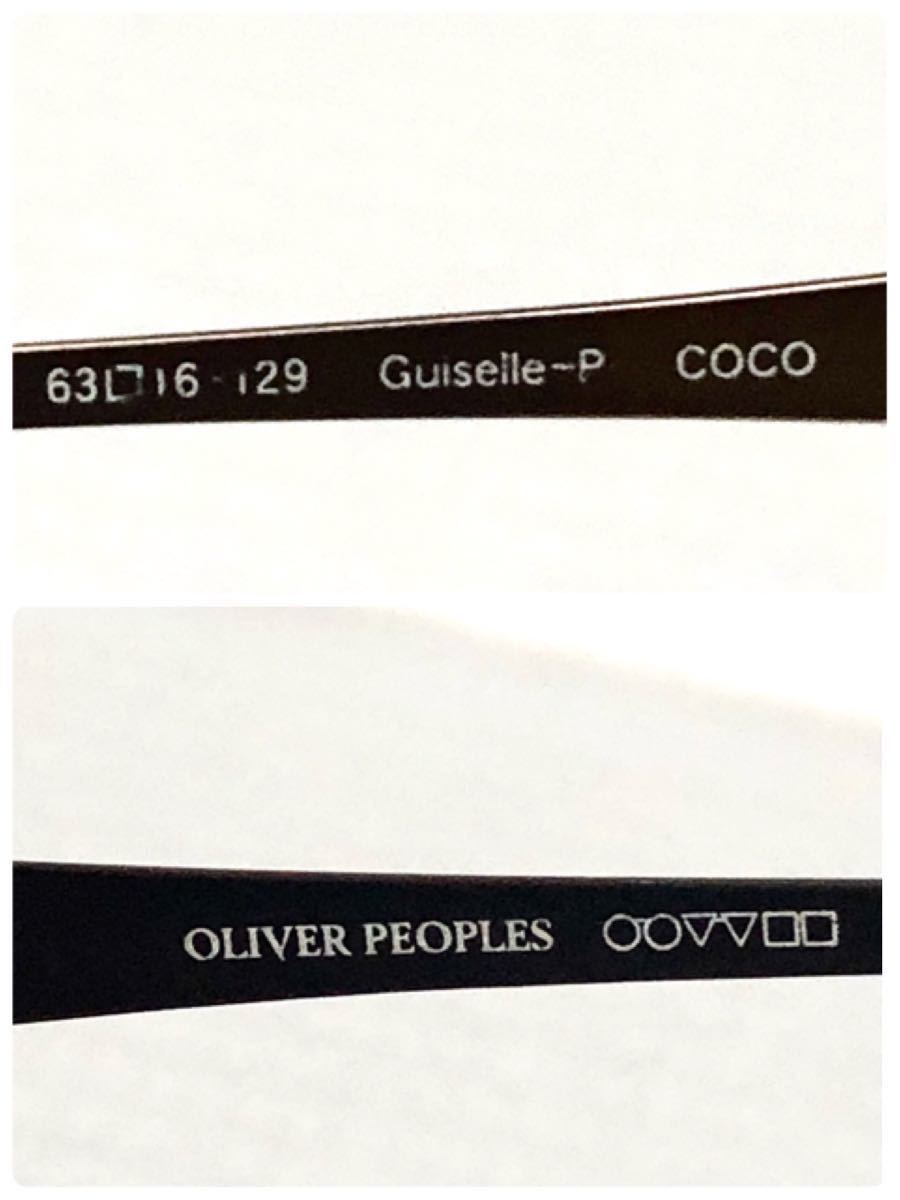 63□16-129 Guiselle-P COCO
OLIVER PEOPLES